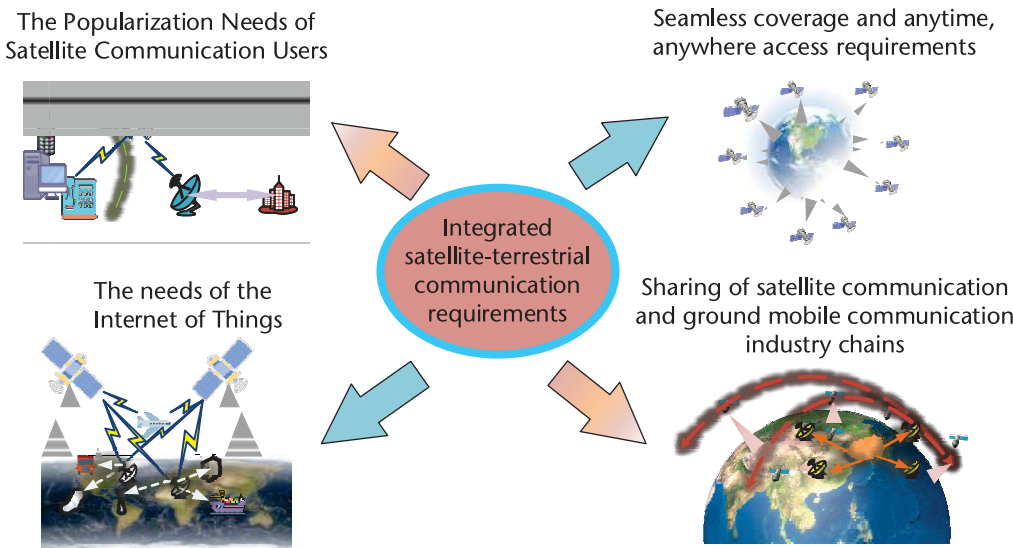 The Popularization Needs of
Satellite Communication Users
Seamless coverage and anytime,
anywhere access requirements
Integrated
satellite-terrestrial
communication
requirements
The needs of the
Internet of Things
Sharing of satellite communication
and ground mobile communication
industry chains